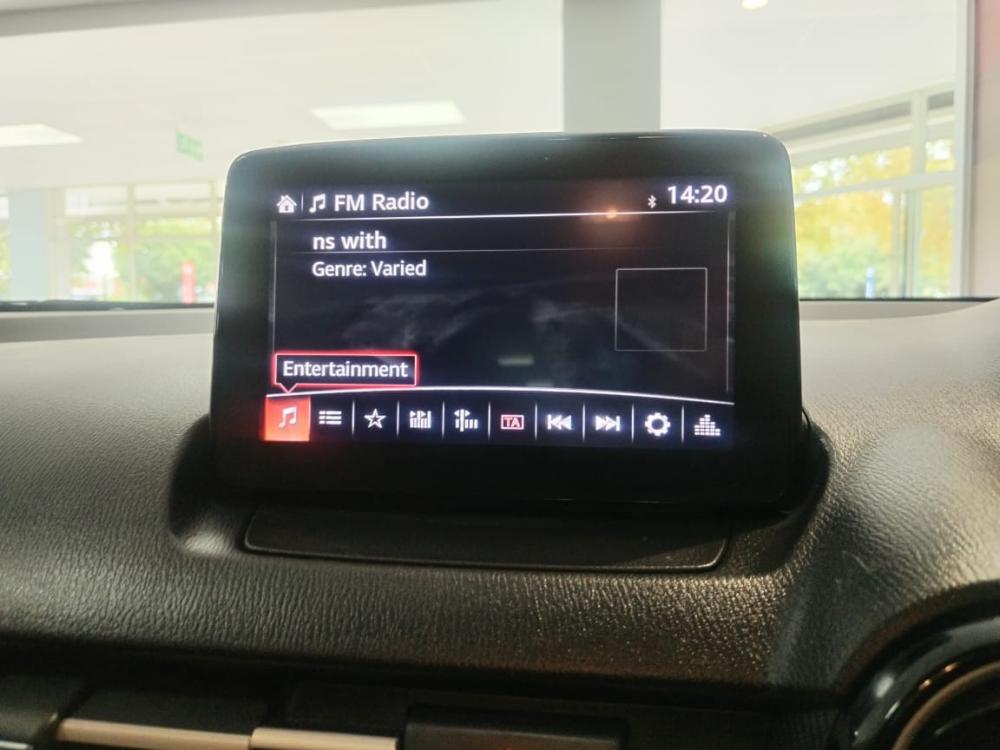 FM Radio
14:20
ns with
Genre: Varied
Entertainment
TA